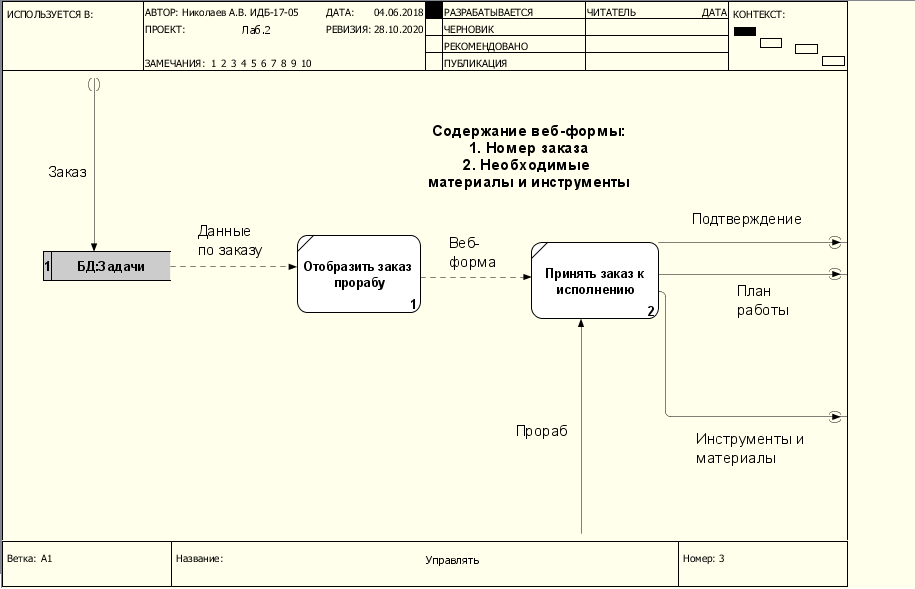 ИСПОЛЬЗУЕТСЯ В:
АВТОР: Николаев А.В. ИДБ-17-05
ДАТА: 04.06.2018
ПРОЕКТ: Лаб.2
РЕВИЗИЯ: 28.10.2020
ЗАМЕЧАНИЯ: 1 2 3 4 5 6 7 8 9 10
РАЗРАБАТЫВАЕТСЯ
ЧЕРНОВИК
РЕКОМЕНДОВАНО
ПУБЛИКАЦИЯ
ЧИТАТЕЛЬ ДАТА
КОНТЕКСТ:
Содержание веб-формы:
1. Номер заказа
2. Необходимые
материалы и инструменты
Заказ
1 БД:Задачи
Данные
по заказу
Отобразить заказ
прорабу
1
Веб-
форма
Принять заказ к
исполнению
2
Подтверждение
План
работы
Прораб
Инструменты и
материалы
Ветка: A1
Название: Управлять
Номер: 3